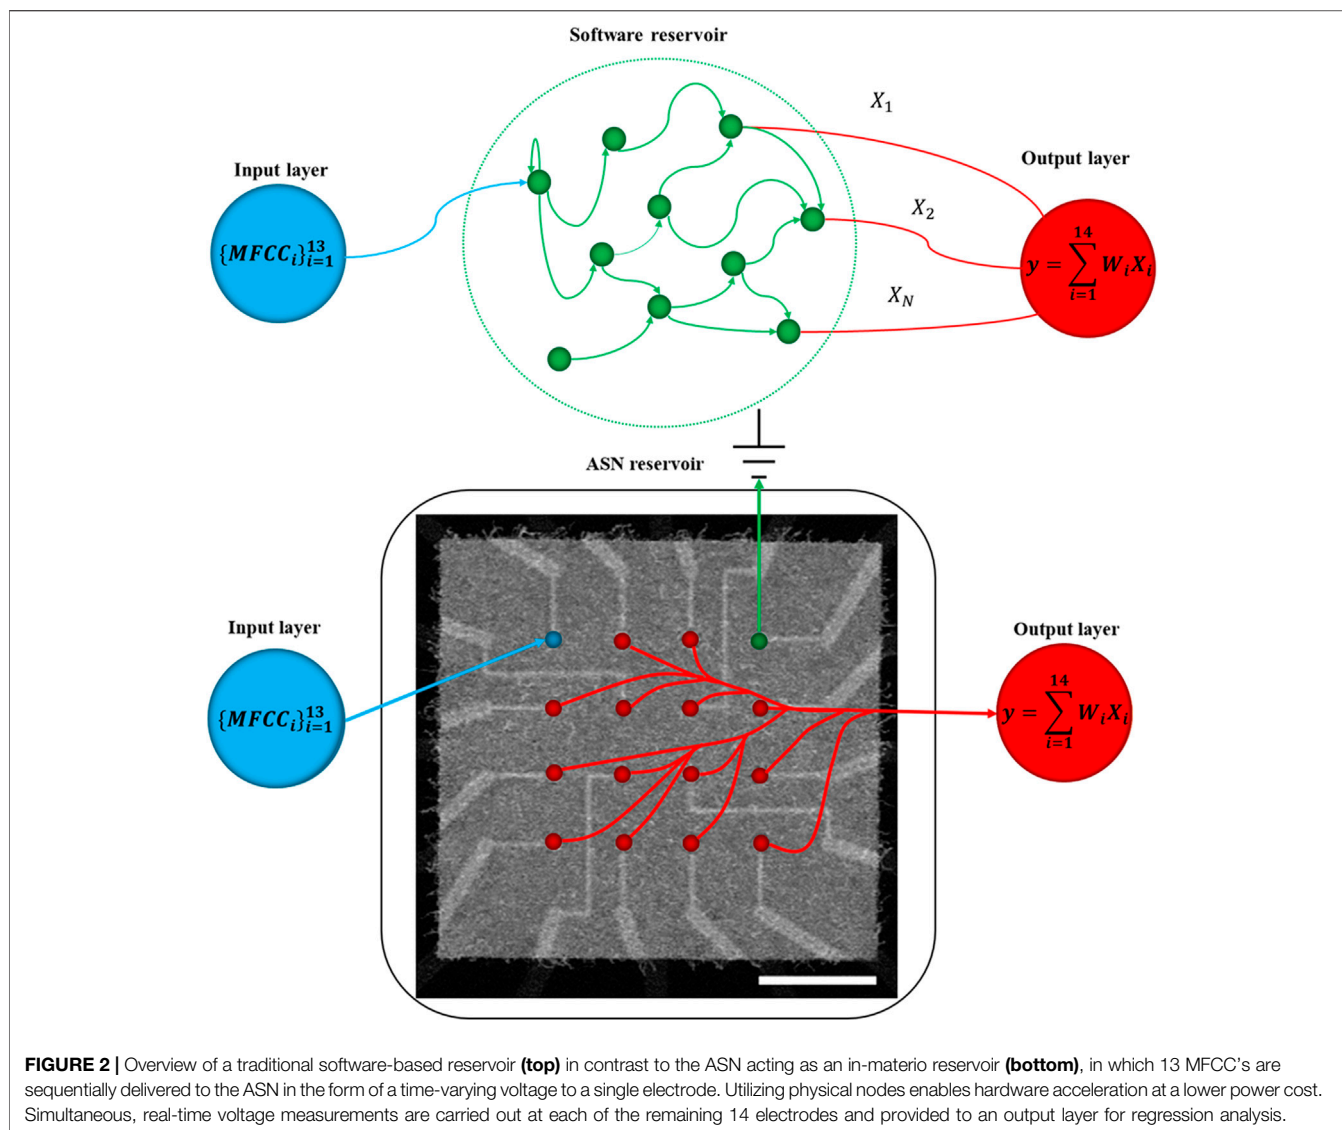 Software reservoir
X₁
Input layer
Output layer
{MFCCᵢ}¹³ᵢ₌₁
X₂
y = ∑¹⁴ᵢ₌₁ WᵢXᵢ
X_N
ASN reservoir
Input layer
Output layer
{MFCCᵢ}¹³ᵢ₌₁
y = ∑¹⁴ᵢ₌₁ WᵢXᵢ
FIGURE 2 | Overview of a traditional software-based reservoir (top) in contrast to the ASN acting as an in-materio reservoir (bottom), in which 13 MFCC's are
sequentially delivered to the ASN in the form of a time-varying voltage to a single electrode. Utilizing physical nodes enables hardware acceleration at a lower power cost.
Simultaneous, real-time voltage measurements are carried out at each of the remaining 14 electrodes and provided to an output layer for regression analysis.